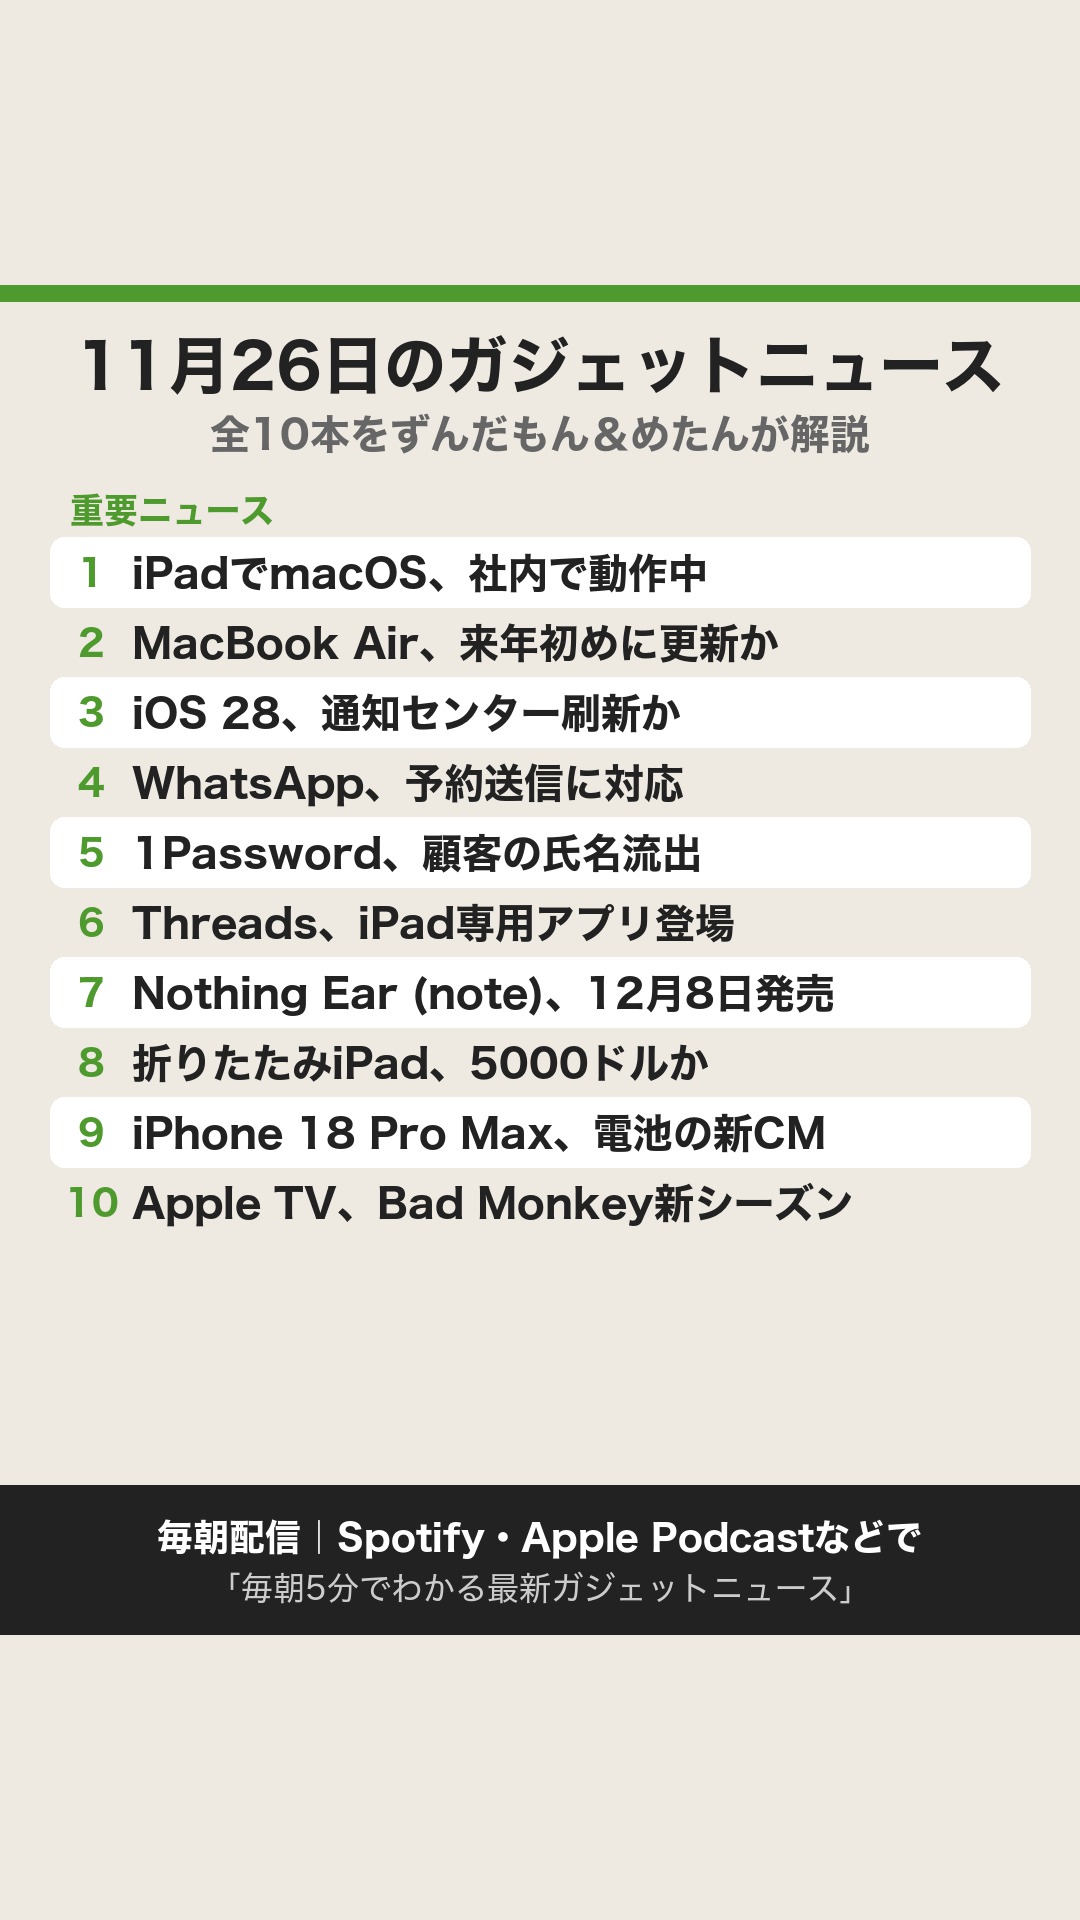 11月26日のガジェットニュース
全10本をずんだもん＆めたんが解説
重要ニュース
1 iPadでmacOS、社内で動作中
2 MacBook Air、来年初めに更新か
3 iOS 28、通知センター刷新か
4 WhatsApp、予約送信に対応
5 1Password、顧客の氏名流出
6 Threads、iPad専用アプリ登場
7 Nothing Ear (note)、12月8日発売
8 折りたたみiPad、5000ドルか
9 iPhone 18 Pro Max、電池の新CM
10 Apple TV、Bad Monkey新シーズン
毎朝配信｜Spotify・Apple Podcastなどで
「毎朝5分でわかる最新ガジェットニュース」